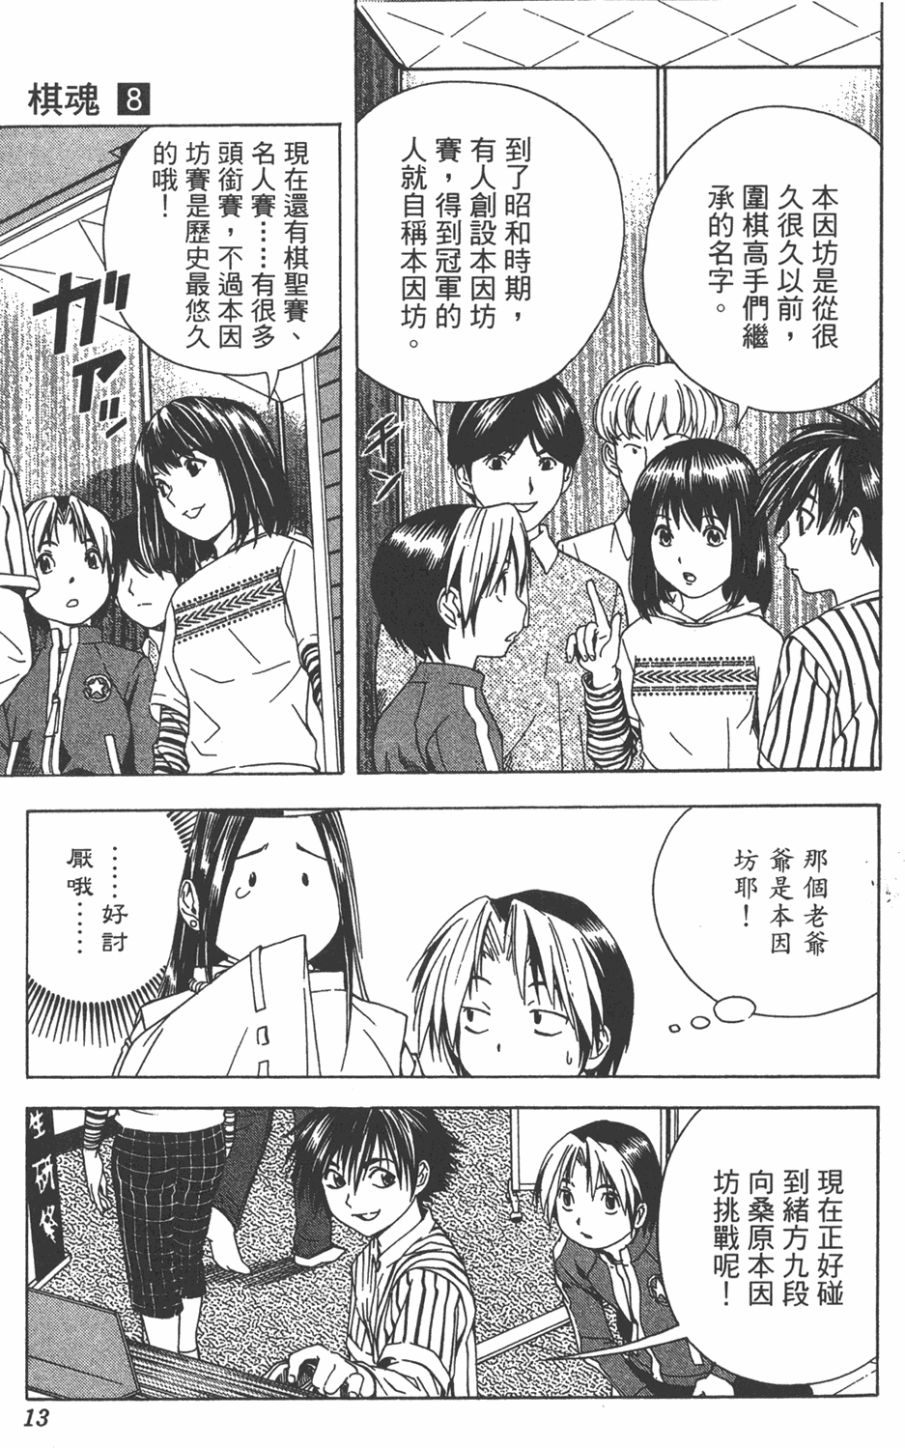 棋魂 8
本因坊是從很
久很久以前，
圍棋高手們繼
承的名字。
到了昭和時期，
有人創設本因坊
賽，得到冠軍的
人就自稱本因坊。
チン
現在還有棋聖賽、
名人賽……有很多
頭銜賽，不過本因
坊賽是歷史最悠久
的哦！
ガァッ
那個老爺
爺是本因
坊耶！
……好討
厭哦……
現在正好碰
到緒方九段
向桑原本因
坊挑戰呢！
生研修
13